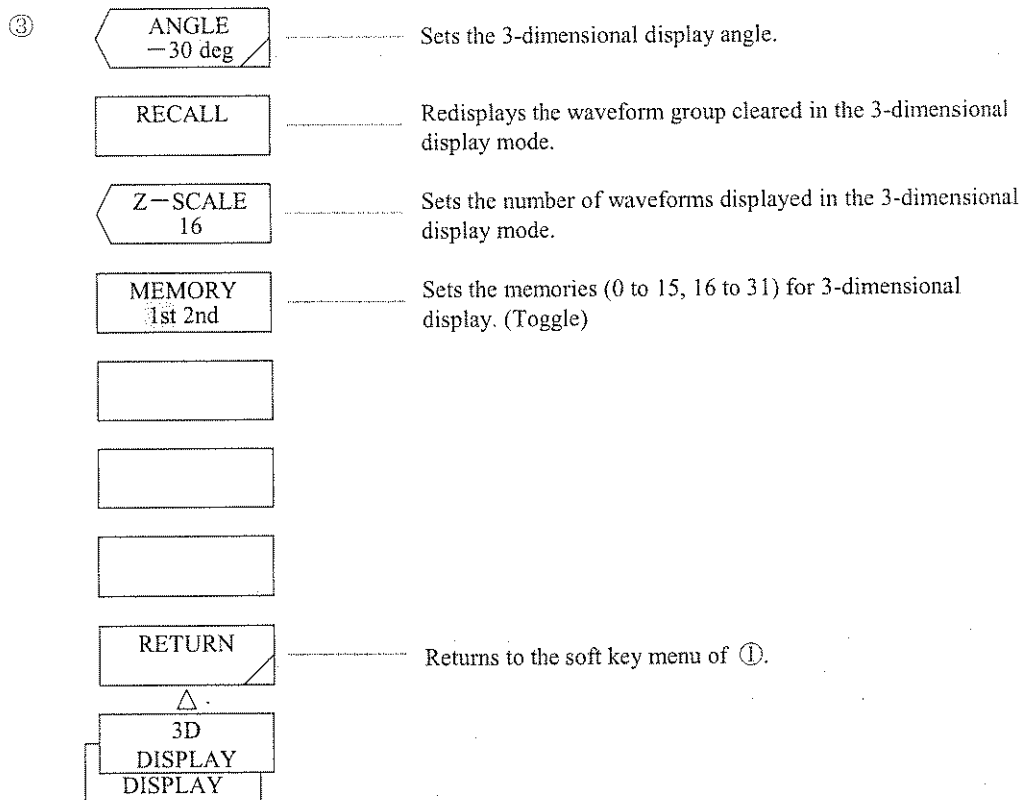 ③
ANGLE
－30 deg
Sets the 3-dimensional display angle.
RECALL
Redisplays the waveform group cleared in the 3-dimensional
display mode.
Z－SCALE
16
Sets the number of waveforms displayed in the 3-dimensional
display mode.
MEMORY
1st 2nd
Sets the memories (0 to 15, 16 to 31) for 3-dimensional
display. (Toggle)
RETURN
Returns to the soft key menu of ①.
3D
DISPLAY
DISPLAY